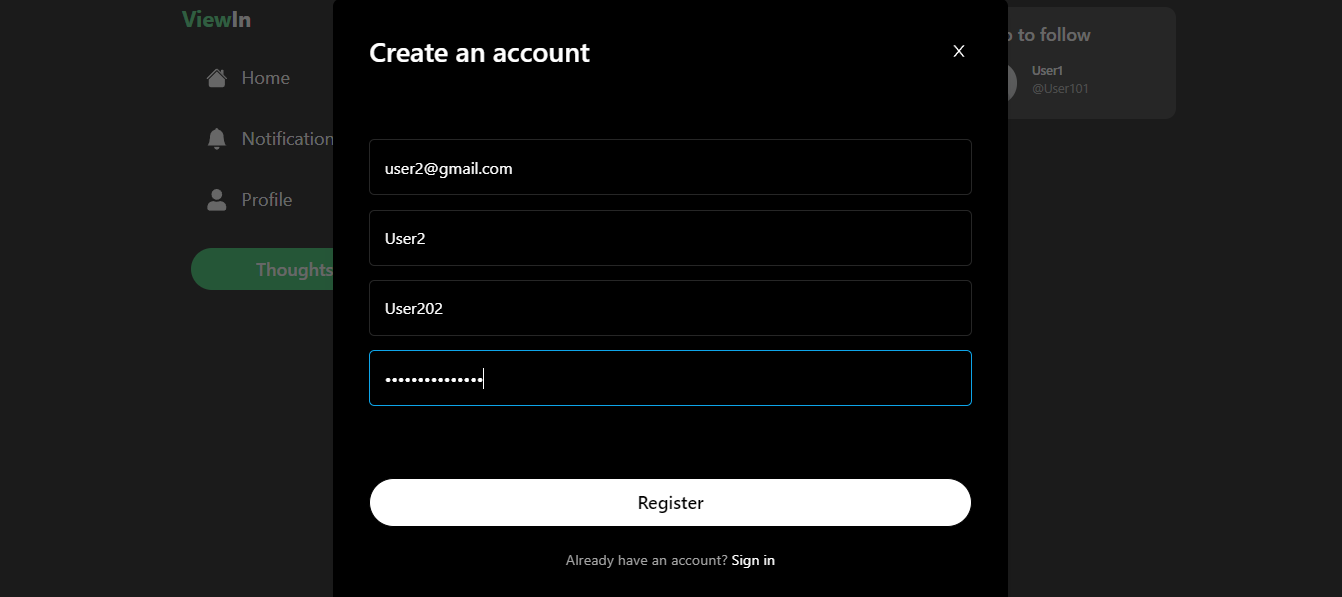 ViewIn
Home
Notification
Profile
Thoughts
Create an account
X
user2@gmail.com
User2
User202
•••••••••••••••
Register
Already have an account? Sign in
to follow
User1
@User101